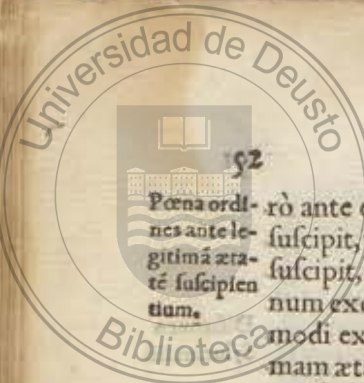 Universidad de Deusto
Biblioteca
52
Pœna ordi-
nes ante le-
gitimã æta-
té suscipien
tium.
rò ante
suscipit,
suscipit,
num ex
modi ex
mam æt